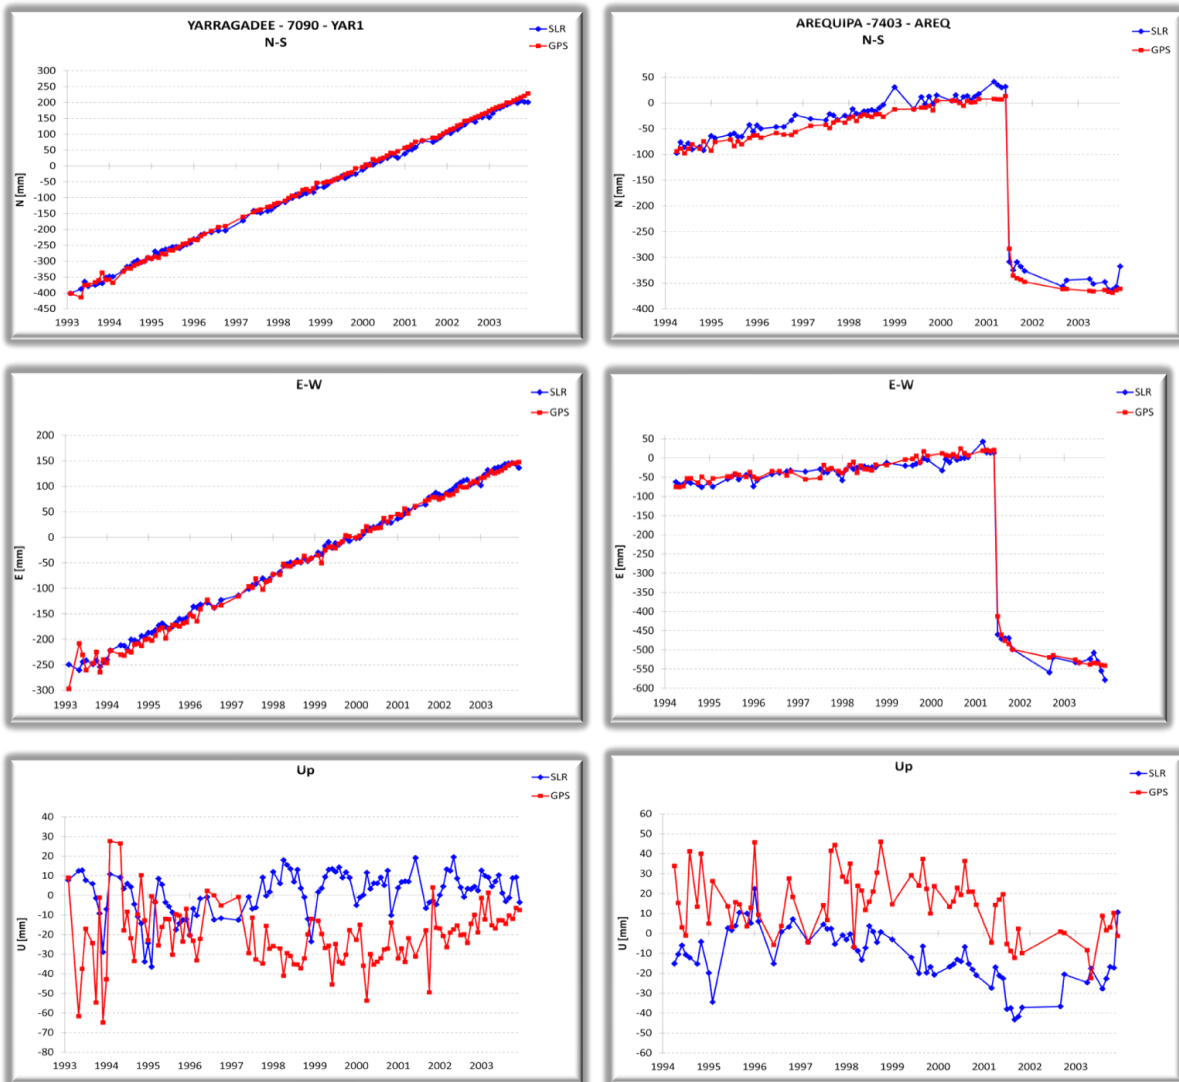 YARRAGADEE - 7090 - YAR1
N-S
SLR
GPS
N [mm]
300
250
200
150
100
50
0
-50
-100
-150
-200
-250
-300
-350
-400
-450
1993 1994 1995 1996 1997 1998 1999 2000 2001 2002 2003
AREQUIPA -7403 - AREQ
N-S
SLR
GPS
N [mm]
50
0
-50
-100
-150
-200
-250
-300
-350
-400
1994 1995 1996 1997 1998 1999 2000 2001 2002 2003
E-W
SLR
GPS
E [mm]
200
150
100
50
0
-50
-100
-150
-200
-250
-300
1993 1994 1995 1996 1997 1998 1999 2000 2001 2002 2003
E-W
SLR
GPS
E [mm]
50
0
-50
-100
-150
-200
-250
-300
-350
-400
-450
-500
-550
-600
1994 1995 1996 1997 1998 1999 2000 2001 2002 2003
Up
SLR
GPS
U [mm]
40
30
20
10
0
-10
-20
-30
-40
-50
-60
-70
-80
1993 1994 1995 1996 1997 1998 1999 2000 2001 2002 2003
Up
SLR
GPS
U [mm]
60
50
40
30
20
10
0
-10
-20
-30
-40
-50
-60
1994 1995 1996 1997 1998 1999 2000 2001 2002 2003